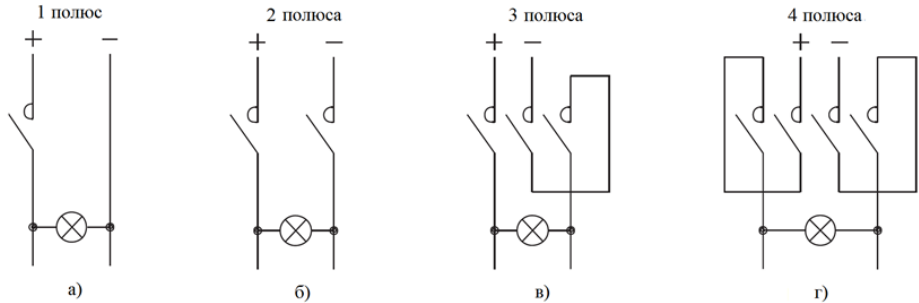 1 полюс 2 полюса 3 полюса 4 полюса
+ − + − + − + −
а) б) в) г)